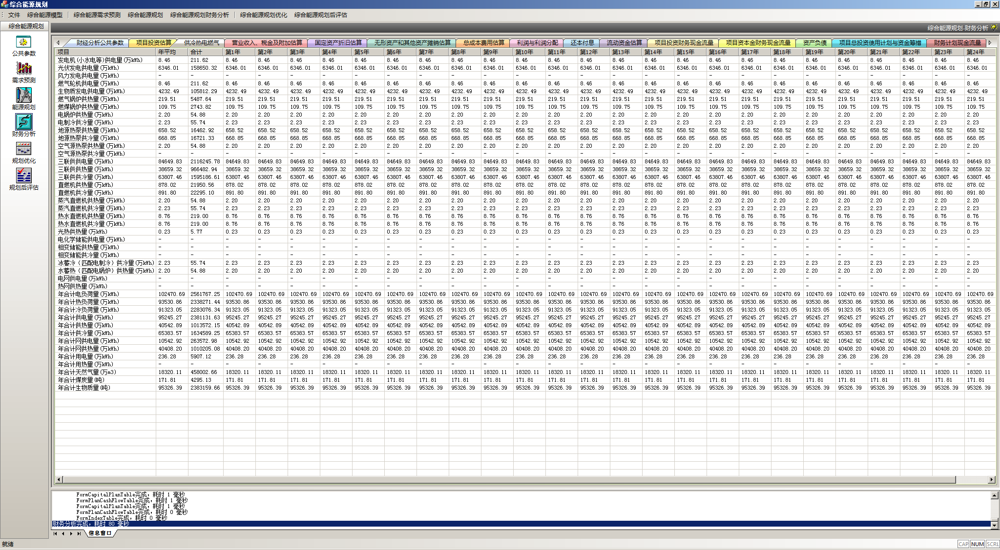 综合能源规划
文件 综合能源模型 综合能源需求预测 综合能源规划 综合能源规划财务分析 综合能源规划优化 综合能源规划后评估
综合能源规划
综合能源规划-财务分析
公共参数
需求预测
能源规划
财务分析
规划优化
规划后评估
财经分析公共参数 项目投资估算 供冷热电燃气 营业收入、税金及附加估算 固定资产折旧估算 无形资产和其他资产摊销估算 总成本费用估算 利润与利润分配 还本付息 流动资金估算 项目投资财务现金流量 项目资本金财务现金流量 资产负债 项目总投资使用计划与资金筹措 财务计划现金流量
项目 年平均 合计 第1年 第2年 第3年 第4年 第5年 第6年 第7年 第8年 第9年 第10年 第11年 第12年 第13年 第14年 第15年 第16年 第17年 第18年 第19年 第20年 第21年 第22年 第23年 第24年
发电机(小水电等)供电量(万kWh) 8.46 211.62 8.46 8.46 8.46 8.46 8.46 8.46 8.46 8.46 8.46 8.46 8.46 8.46 8.46 8.46 8.46 8.46 8.46 8.46 8.46 8.46 8.46 8.46 8.46 8.46
光伏发电供电量(万kWh) 6346.01 158650.32 6346.01 6346.01 6346.01 6346.01 6346.01 6346.01 6346.01 6346.01 6346.01 6346.01 6346.01 6346.01 6346.01 6346.01 6346.01 6346.01 6346.01 6346.01 6346.01 6346.01 6346.01 6346.01 6346.01 6346.01
风力发电供电量(万kWh) - - - - - - - - - - - - - - - - - - - - - - - - - -
燃气轮机供电量(万kWh) 8.46 211.62 8.46 8.46 8.46 8.46 8.46 8.46 8.46 8.46 8.46 8.46 8.46 8.46 8.46 8.46 8.46 8.46 8.46 8.46 8.46 8.46 8.46 8.46 8.46 8.46
生物质发电供电量(万kWh) 4232.49 105812.29 4232.49 4232.49 4232.49 4232.49 4232.49 4232.49 4232.49 4232.49 4232.49 4232.49 4232.49 4232.49 4232.49 4232.49 4232.49 4232.49 4232.49 4232.49 4232.49 4232.49 4232.49 4232.49 4232.49 4232.49
燃气锅炉供热量(万kWh) 219.51 5487.64 219.51 219.51 219.51 219.51 219.51 219.51 219.51 219.51 219.51 219.51 219.51 219.51 219.51 219.51 219.51 219.51 219.51 219.51 219.51 219.51 219.51 219.51 219.51 219.51
燃煤锅炉供热量(万kWh) 109.75 2743.82 109.75 109.75 109.75 109.75 109.75 109.75 109.75 109.75 109.75 109.75 109.75 109.75 109.75 109.75 109.75 109.75 109.75 109.75 109.75 109.75 109.75 109.75 109.75 109.75
电锅炉供热量(万kWh) 2.20 54.88 2.20 2.20 2.20 2.20 2.20 2.20 2.20 2.20 2.20 2.20 2.20 2.20 2.20 2.20 2.20 2.20 2.20 2.20 2.20 2.20 2.20 2.20 2.20 2.20
电制冷供冷量(万kWh) 2.23 55.74 2.23 2.23 2.23 2.23 2.23 2.23 2.23 2.23 2.23 2.23 2.23 2.23 2.23 2.23 2.23 2.23 2.23 2.23 2.23 2.23 2.23 2.23 2.23 2.23
地源热泵供热量(万kWh) 658.52 16462.92 658.52 658.52 658.52 658.52 658.52 658.52 658.52 658.52 658.52 658.52 658.52 658.52 658.52 658.52 658.52 658.52 658.52 658.52 658.52 658.52 658.52 658.52 658.52 658.52
地源热泵供冷量(万kWh) 668.85 16721.33 668.85 668.85 668.85 668.85 668.85 668.85 668.85 668.85 668.85 668.85 668.85 668.85 668.85 668.85 668.85 668.85 668.85 668.85 668.85 668.85 668.85 668.85 668.85 668.85
空气源热泵供热量(万kWh) 2.20 54.88 2.20 2.20 2.20 2.20 2.20 2.20 2.20 2.20 2.20 2.20 2.20 2.20 2.20 2.20 2.20 2.20 2.20 2.20 2.20 2.20 2.20 2.20 2.20 2.20
空气源热泵供冷量(万kWh) - - - - - - - - - - - - - - - - - - - - - - - - - -
三联供供电量(万kWh) 84649.83 2116245.78 84649.83 84649.83 84649.83 84649.83 84649.83 84649.83 84649.83 84649.83 84649.83 84649.83 84649.83 84649.83 84649.83 84649.83 84649.83 84649.83 84649.83 84649.83 84649.83 84649.83 84649.83 84649.83 84649.83 84649.83
三联供供热量(万kWh) 38659.32 966482.94 38659.32 38659.32 38659.32 38659.32 38659.32 38659.32 38659.32 38659.32 38659.32 38659.32 38659.32 38659.32 38659.32 38659.32 38659.32 38659.32 38659.32 38659.32 38659.32 38659.32 38659.32 38659.32 38659.32 38659.32
三联供供冷量(万kWh) 63807.46 1595186.61 63807.46 63807.46 63807.46 63807.46 63807.46 63807.46 63807.46 63807.46 63807.46 63807.46 63807.46 63807.46 63807.46 63807.46 63807.46 63807.46 63807.46 63807.46 63807.46 63807.46 63807.46 63807.46 63807.46 63807.46
直燃机供热量(万kWh) 878.02 21950.56 878.02 878.02 878.02 878.02 878.02 878.02 878.02 878.02 878.02 878.02 878.02 878.02 878.02 878.02 878.02 878.02 878.02 878.02 878.02 878.02 878.02 878.02 878.02 878.02
直燃机供冷量(万kWh) 891.80 22295.10 891.80 891.80 891.80 891.80 891.80 891.80 891.80 891.80 891.80 891.80 891.80 891.80 891.80 891.80 891.80 891.80 891.80 891.80 891.80 891.80 891.80 891.80 891.80 891.80
蒸汽直燃机供热量(万kWh) 2.20 54.88 2.20 2.20 2.20 2.20 2.20 2.20 2.20 2.20 2.20 2.20 2.20 2.20 2.20 2.20 2.20 2.20 2.20 2.20 2.20 2.20 2.20 2.20 2.20 2.20
蒸汽直燃机供冷量(万kWh) 2.23 55.74 2.23 2.23 2.23 2.23 2.23 2.23 2.23 2.23 2.23 2.23 2.23 2.23 2.23 2.23 2.23 2.23 2.23 2.23 2.23 2.23 2.23 2.23 2.23 2.23
热水直燃机供热量(万kWh) 8.76 219.00 8.76 8.76 8.76 8.76 8.76 8.76 8.76 8.76 8.76 8.76 8.76 8.76 8.76 8.76 8.76 8.76 8.76 8.76 8.76 8.76 8.76 8.76 8.76 8.76
热水直燃机供冷量(万kWh) 8.76 219.00 8.76 8.76 8.76 8.76 8.76 8.76 8.76 8.76 8.76 8.76 8.76 8.76 8.76 8.76 8.76 8.76 8.76 8.76 8.76 8.76 8.76 8.76 8.76 8.76
光热供热量(万kWh) 0.23 5.77 0.23 0.23 0.23 0.23 0.23 0.23 0.23 0.23 0.23 0.23 0.23 0.23 0.23 0.23 0.23 0.23 0.23 0.23 0.23 0.23 0.23 0.23 0.23 0.23
电化学储能供电量(万kWh) - - - - - - - - - - - - - - - - - - - - - - - - - -
相变储能供热量(万kWh) - - - - - - - - - - - - - - - - - - - - - - - - - -
相变储能供冷量(万kWh) - - - - - - - - - - - - - - - - - - - - - - - - - -
冰蓄冷（匹配电制冷）供冷量(万kWh) 2.23 55.74 2.23 2.23 2.23 2.23 2.23 2.23 2.23 2.23 2.23 2.23 2.23 2.23 2.23 2.23 2.23 2.23 2.23 2.23 2.23 2.23 2.23 2.23 2.23 2.23
水蓄热（匹配电锅炉）供热量(万kWh) 2.20 54.88 2.20 2.20 2.20 2.20 2.20 2.20 2.20 2.20 2.20 2.20 2.20 2.20 2.20 2.20 2.20 2.20 2.20 2.20 2.20 2.20 2.20 2.20 2.20 2.20
电网供电量(万kWh) - - - - - - - - - - - - - - - - - - - - - - - - - -
热网供热量(万kWh) - - - - - - - - - - - - - - - - - - - - - - - - - -
年合计电负荷量(万kWh) 102470.69 2561767.25 102470.69 102470.69 102470.69 102470.69 102470.69 102470.69 102470.69 102470.69 102470.69 102470.69 102470.69 102470.69 102470.69 102470.69 102470.69 102470.69 102470.69 102470.69 102470.69 102470.69 102470.69 102470.69 102470.69 102470.69
年合计热负荷量(万kWh) 93530.86 2338271.44 93530.86 93530.86 93530.86 93530.86 93530.86 93530.86 93530.86 93530.86 93530.86 93530.86 93530.86 93530.86 93530.86 93530.86 93530.86 93530.86 93530.86 93530.86 93530.86 93530.86 93530.86 93530.86 93530.86 93530.86
年合计冷负荷量(万kWh) 91323.05 2283076.34 91323.05 91323.05 91323.05 91323.05 91323.05 91323.05 91323.05 91323.05 91323.05 91323.05 91323.05 91323.05 91323.05 91323.05 91323.05 91323.05 91323.05 91323.05 91323.05 91323.05 91323.05 91323.05 91323.05 91323.05
年合计供电量(万kWh) 95245.27 2381131.63 95245.27 95245.27 95245.27 95245.27 95245.27 95245.27 95245.27 95245.27 95245.27 95245.27 95245.27 95245.27 95245.27 95245.27 95245.27 95245.27 95245.27 95245.27 95245.27 95245.27 95245.27 95245.27 95245.27 95245.27
年合计供热量(万kWh) 40542.89 1013572.15 40542.89 40542.89 40542.89 40542.89 40542.89 40542.89 40542.89 40542.89 40542.89 40542.89 40542.89 40542.89 40542.89 40542.89 40542.89 40542.89 40542.89 40542.89 40542.89 40542.89 40542.89 40542.89 40542.89 40542.89
年合计供冷量(万kWh) 65383.57 1634589.25 65383.57 65383.57 65383.57 65383.57 65383.57 65383.57 65383.57 65383.57 65383.57 65383.57 65383.57 65383.57 65383.57 65383.57 65383.57 65383.57 65383.57 65383.57 65383.57 65383.57 65383.57 65383.57 65383.57 65383.57
年合计网供电量(万kWh) 10542.92 263572.98 10542.92 10542.92 10542.92 10542.92 10542.92 10542.92 10542.92 10542.92 10542.92 10542.92 10542.92 10542.92 10542.92 10542.92 10542.92 10542.92 10542.92 10542.92 10542.92 10542.92 10542.92 10542.92 10542.92 10542.92
年合计网供热量(万kWh) 40408.20 1010205.08 40408.20 40408.20 40408.20 40408.20 40408.20 40408.20 40408.20 40408.20 40408.20 40408.20 40408.20 40408.20 40408.20 40408.20 40408.20 40408.20 40408.20 40408.20 40408.20 40408.20 40408.20 40408.20 40408.20 40408.20
年合计用电量(万kWh) 236.28 5907.12 236.28 236.28 236.28 236.28 236.28 236.28 236.28 236.28 236.28 236.28 236.28 236.28 236.28 236.28 236.28 236.28 236.28 236.28 236.28 236.28 236.28 236.28 236.28 236.28
年合计用热量(万kWh) - - - - - - - - - - - - - - - - - - - - - - - - - -
年合计天然气量(万m3) 18320.11 458002.66 18320.11 18320.11 18320.11 18320.11 18320.11 18320.11 18320.11 18320.11 18320.11 18320.11 18320.11 18320.11 18320.11 18320.11 18320.11 18320.11 18320.11 18320.11 18320.11 18320.11 18320.11 18320.11 18320.11 18320.11
年合计煤炭量(吨) 171.81 4295.13 171.81 171.81 171.81 171.81 171.81 171.81 171.81 171.81 171.81 171.81 171.81 171.81 171.81 171.81 171.81 171.81 171.81 171.81 171.81 171.81 171.81 171.81 171.81 171.81
年合计生物质量(吨) 95326.39 2383159.66 95326.39 95326.39 95326.39 95326.39 95326.39 95326.39 95326.39 95326.39 95326.39 95326.39 95326.39 95326.39 95326.39 95326.39 95326.39 95326.39 95326.39 95326.39 95326.39 95326.39 95326.39 95326.39 95326.39 95326.39
FormCapitalPlanTable完成，耗时 1 毫秒
FormPlanCashFlowTable完成，耗时 1 毫秒
FormCapitalPlanTable完成，耗时 1 毫秒
FormPlanCashFlowTable完成，耗时 0 毫秒
FormIndexTable完成，耗时 0 毫秒
财务分析完成，耗时 80 毫秒
信息窗口
就绪
CAP NUM SCRL